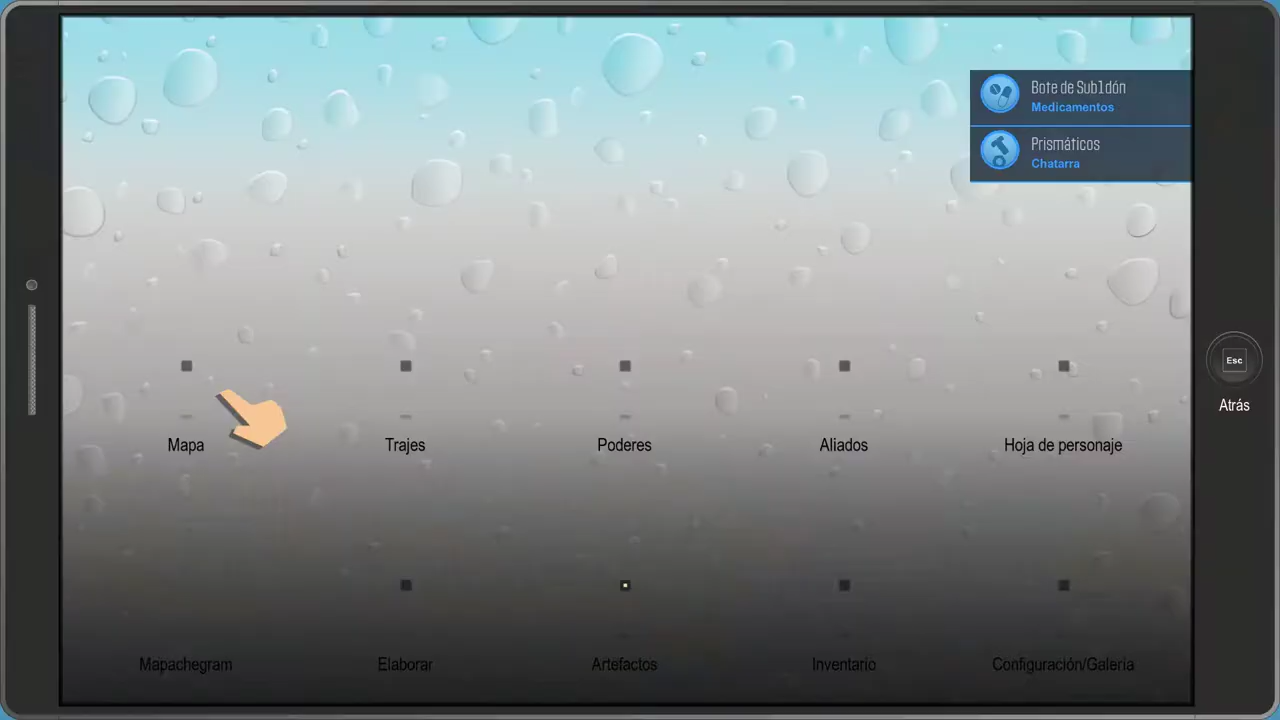 Bote de Sub1dón
Medicamentos
Prismáticos
Chatarra
Esc
Atrás
Mapa
Trajes
Poderes
Aliados
Hoja de personaje
Mapachegram
Elaborar
Artefactos
Inventario
Configuración/Galería